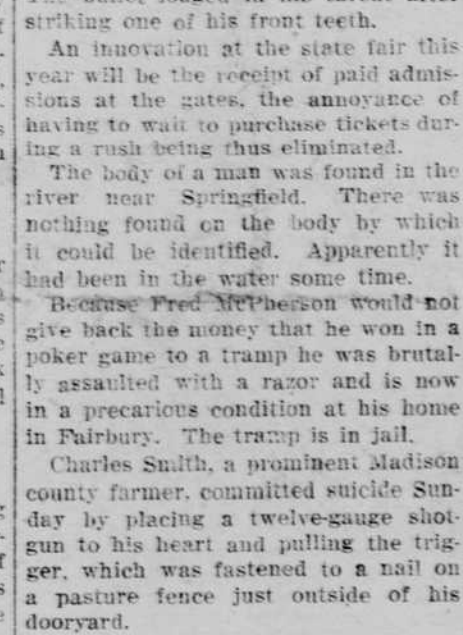 striking one of his front teeth.
An innovation at the state fair this
year will be the receipt of paid admis-
sions at the gates, the annoyance of
having to wait to purchase tickets dur-
ing a rush being thus eliminated.
The body of a man was found in the
river near Springfield. There was
nothing found on the body by which
it could be identified. Apparently it
had been in the water some time.
Because Fred McPherson would not
give back the money that he won in a
poker game to a tramp he was brutal-
ly assaulted with a razor and is now
in a precarious condition at his home
in Fairbury. The tramp is in jail.
Charles Smith, a prominent Madison
county farmer, committed suicide Sun-
day by placing a twelve-gauge shot-
gun to his heart and pulling the trig-
ger, which was fastened to a nail on
a pasture fence just outside of his
dooryard.